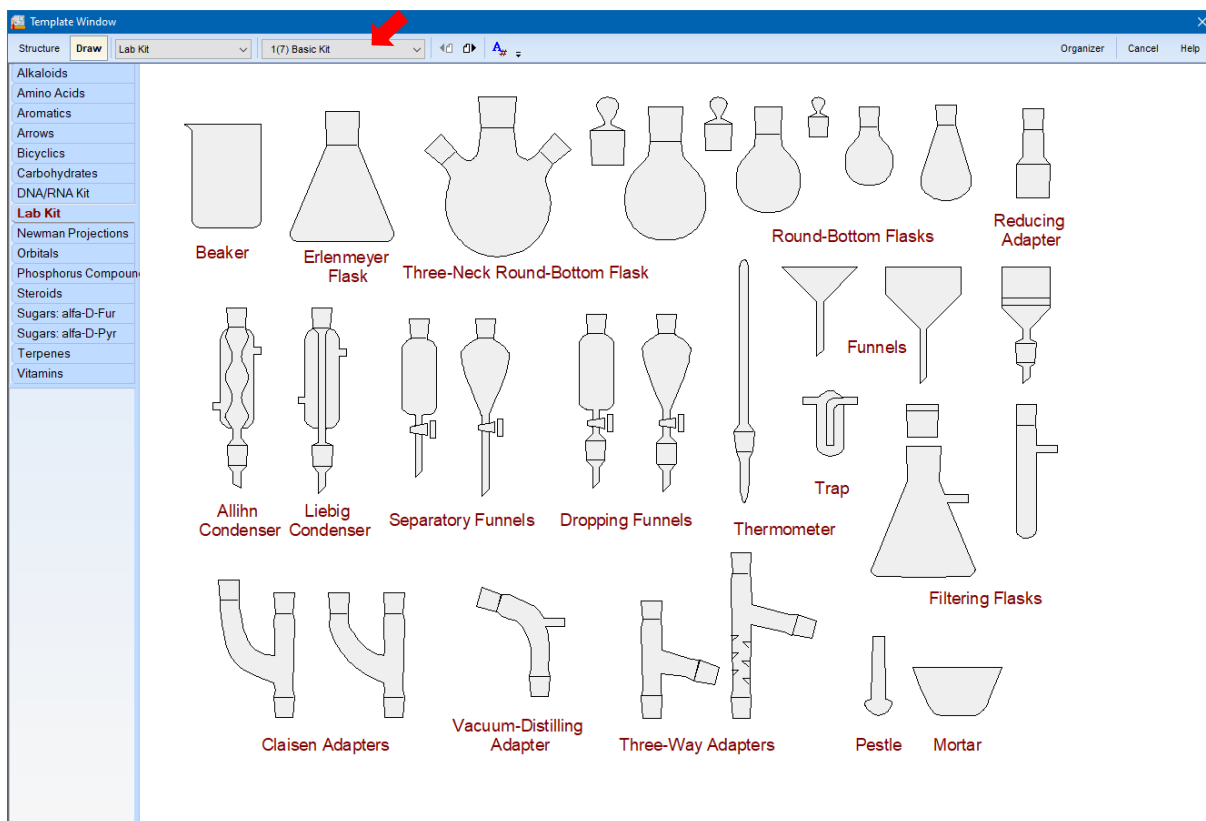 Template Window
Structure Draw Lab Kit 1(7) Basic Kit Organizer Cancel Help
Alkaloids
Amino Acids
Aromatics
Arrows
Bicyclics
Carbohydrates
DNA/RNA Kit
Lab Kit
Newman Projections
Orbitals
Phosphorus Compoun
Steroids
Sugars: alfa-D-Fur
Sugars: alfa-D-Pyr
Terpenes
Vitamins
Beaker
Erlenmeyer
Flask
Three-Neck Round-Bottom Flask
Round-Bottom Flasks
Reducing
Adapter
Funnels
Allihn
Condenser
Liebig
Condenser
Separatory Funnels
Dropping Funnels
Thermometer
Trap
Filtering Flasks
Claisen Adapters
Vacuum-Distilling
Adapter
Three-Way Adapters
Pestle
Mortar